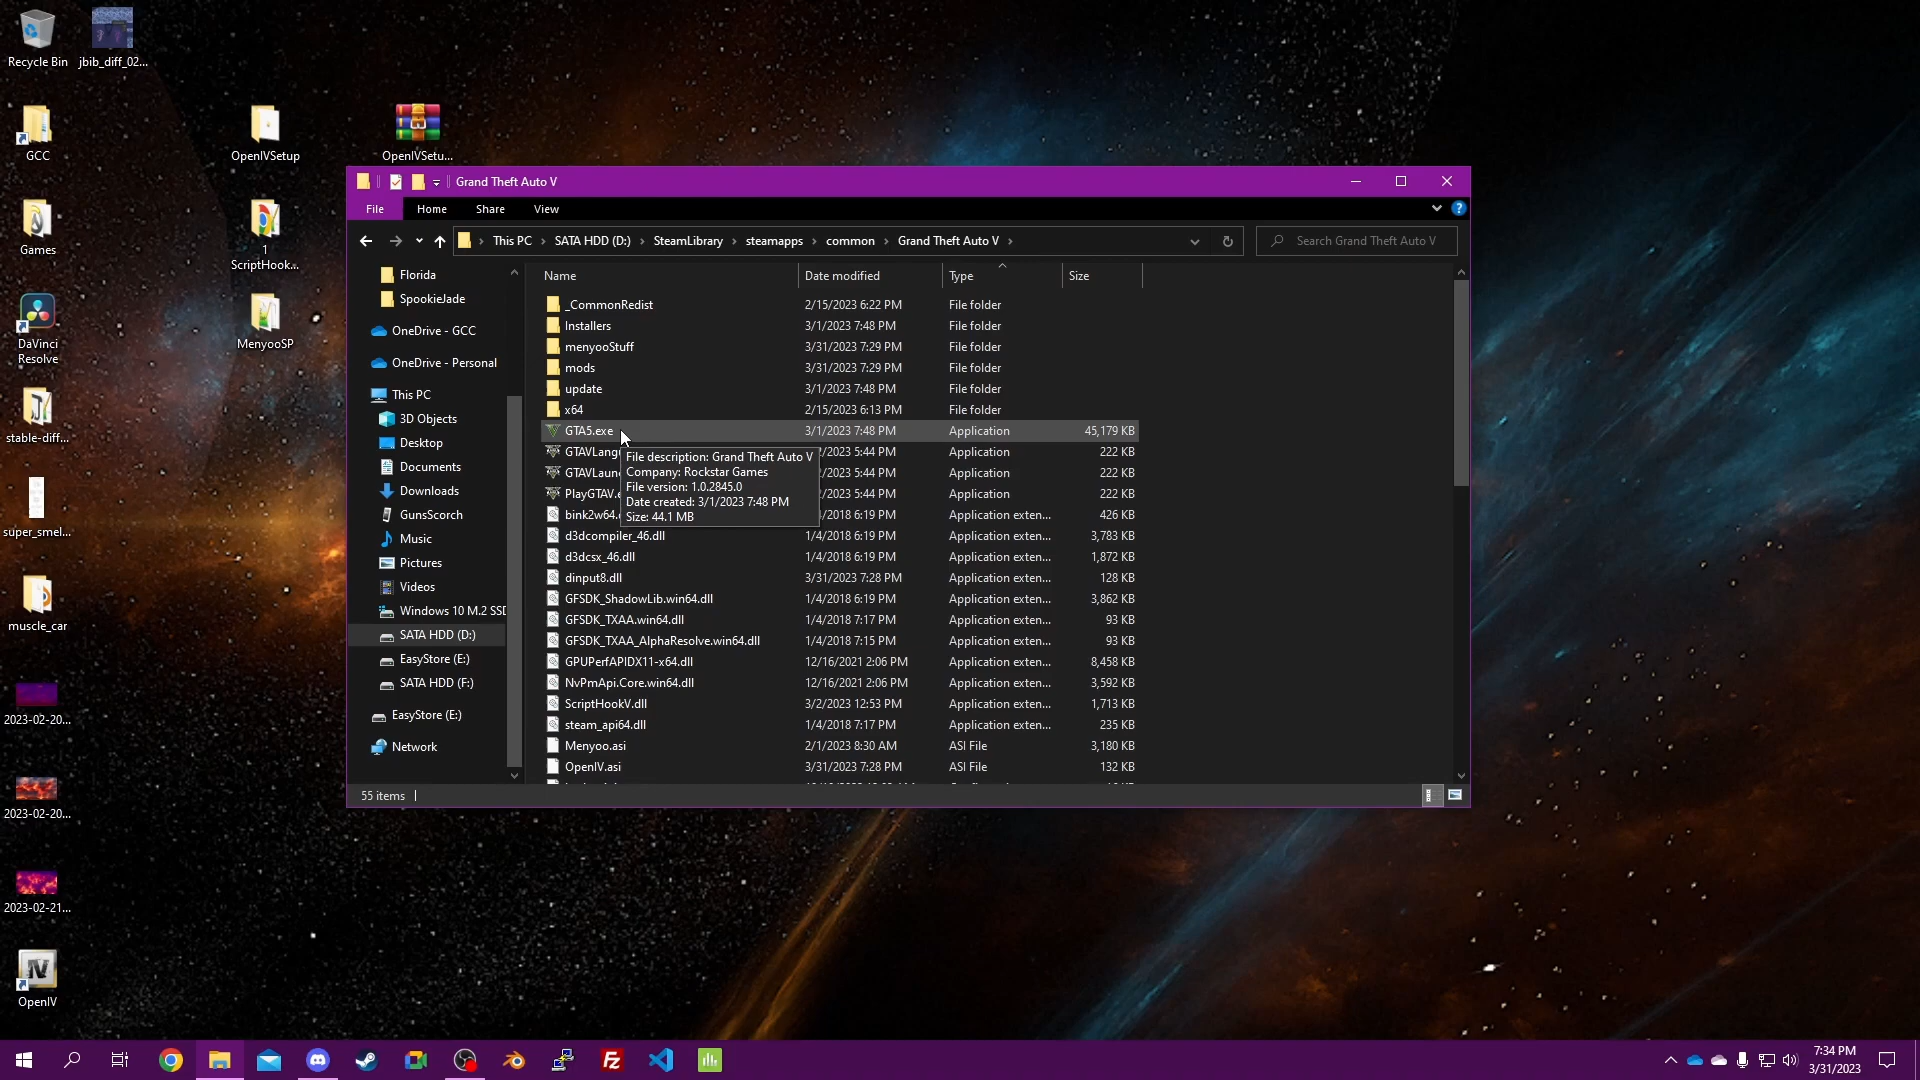 Recycle Bin
jbib_diff_02...
GCC
OpenIVSetup
OpenIVSetu...
Games
1
ScriptHook...
DaVinci
Resolve
MenyooSP
stable-diff...
super_smel...
muscle_car
2023-02-20...
2023-02-20...
2023-02-21...
OpenIV
Grand Theft Auto V
File Home Share View
This PC > SATA HDD (D:) > SteamLibrary > steamapps > common > Grand Theft Auto V >
Search Grand Theft Auto V
Florida
SpookieJade
OneDrive - GCC
OneDrive - Personal
This PC
3D Objects
Desktop
Documents
Downloads
GunsScorch
Music
Pictures
Videos
Windows 10 M.2 SSD
SATA HDD (D:)
EasyStore (E:)
SATA HDD (F:)
EasyStore (E:)
Network
Name Date modified Type Size
_CommonRedist 2/15/2023 6:22 PM File folder
Installers 3/1/2023 7:48 PM File folder
menyooStuff 3/31/2023 7:29 PM File folder
mods 3/31/2023 7:29 PM File folder
update 3/1/2023 7:48 PM File folder
x64 2/15/2023 6:13 PM File folder
GTA5.exe 3/1/2023 7:48 PM Application 45,179 KB
5:44 PM Application 222 KB
5:44 PM Application 222 KB
5:44 PM Application 222 KB
6:19 PM Application exten... 426 KB
File description: Grand Theft Auto V
Company: Rockstar Games
File version: 1.0.2845.0
Date created: 3/1/2023 7:48 PM
Size: 44.1 MB
d3dcompiler_46.dll 1/4/2018 6:19 PM Application exten... 3,783 KB
d3dcsx_46.dll 1/4/2018 6:19 PM Application exten... 1,872 KB
dinput8.dll 3/31/2023 7:28 PM Application exten... 128 KB
GFSDK_ShadowLib.win64.dll 1/4/2018 6:19 PM Application exten... 3,862 KB
GFSDK_TXAA.win64.dll 1/4/2018 7:17 PM Application exten... 93 KB
GFSDK_TXAA_AlphaResolve.win64.dll 1/4/2018 7:15 PM Application exten... 93 KB
GPUPerfAPIDX11-x64.dll 12/16/2021 2:06 PM Application exten... 8,458 KB
NvPmApi.Core.win64.dll 12/16/2021 2:06 PM Application exten... 3,592 KB
ScriptHookV.dll 3/2/2023 12:53 PM Application exten... 1,713 KB
steam_api64.dll 1/4/2018 7:17 PM Application exten... 235 KB
Menyoo.asi 2/1/2023 8:30 AM ASI File 3,180 KB
OpenIV.asi 3/31/2023 7:28 PM ASI File 132 KB
55 items
7:34 PM
3/31/2023